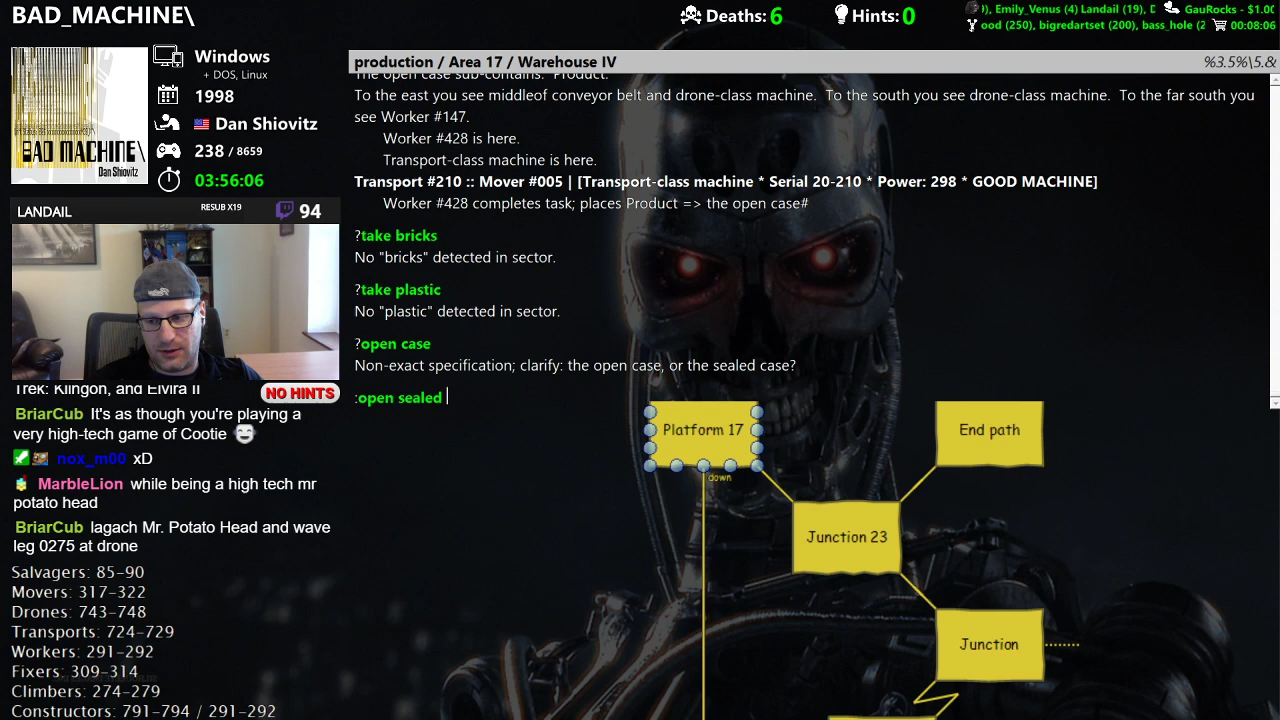 BAD_MACHINE\
Deaths: 6
Hints: 0
), Emily_Venus (4) Landail (19), D
GauRocks - $1.00
ood (250), bigredartset (200), bass_hole (2
00:08:06
Windows
+ DOS, Linux
1998
Dan Shiovitz
238 / 8659
03:56:06
BAD MACHINE\
Dan Shiovitz
LANDAIL
RESUB X19
94
NO HINTS
Trek: Klingon, and Elvira II
BriarCub It's as though you're playing a
very high-tech game of Cootie
nox_m00 xD
MarbleLion while being a high tech mr
potato head
BriarCub lagach Mr. Potato Head and wave
leg 0275 at drone
Salvagers: 85-90
Movers: 317-322
Drones: 743-748
Transports: 724-729
Workers: 291-292
Fixers: 309-314
Climbers: 274-279
Constructors: 791-794 / 291-292
production / Area 17 / Warehouse IV
%3.5%\5.8
The open case sub-contains: Product.
To the east you see middleof conveyor belt and drone-class machine. To the south you see drone-class machine. To the far south you
see Worker #147.
Worker #428 is here.
Transport-class machine is here.
Transport #210 :: Mover #005 | [Transport-class machine * Serial 20-210 * Power: 298 * GOOD MACHINE]
Worker #428 completes task; places Product => the open case#
?take bricks
No "bricks" detected in sector.
?take plastic
No "plastic" detected in sector.
?open case
Non-exact specification; clarify: the open case, or the sealed case?
:open sealed
Platform 17
down
End path
Junction 23
Junction